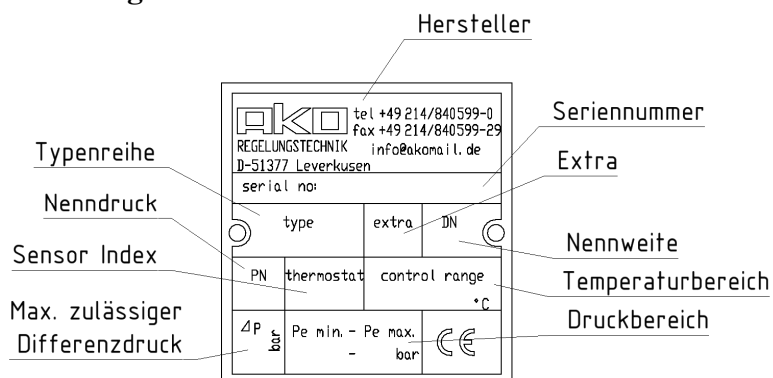 g
Hersteller
AKO
tel +49 214/840599-0
fax +49 214/840599-29
REGELUNGSTECHNIK info@akomail.de
D-51377 Leverkusen
serial no:
Seriennummer
Typenreihe
Extra
type extra DN
Nenndruck
Nennweite
Sensor Index
PN thermostat control range
°C
Temperaturbereich
Max. zulässiger
Differenzdruck
Druckbereich
ΔP bar
Pe min. - Pe max.
- bar
CE